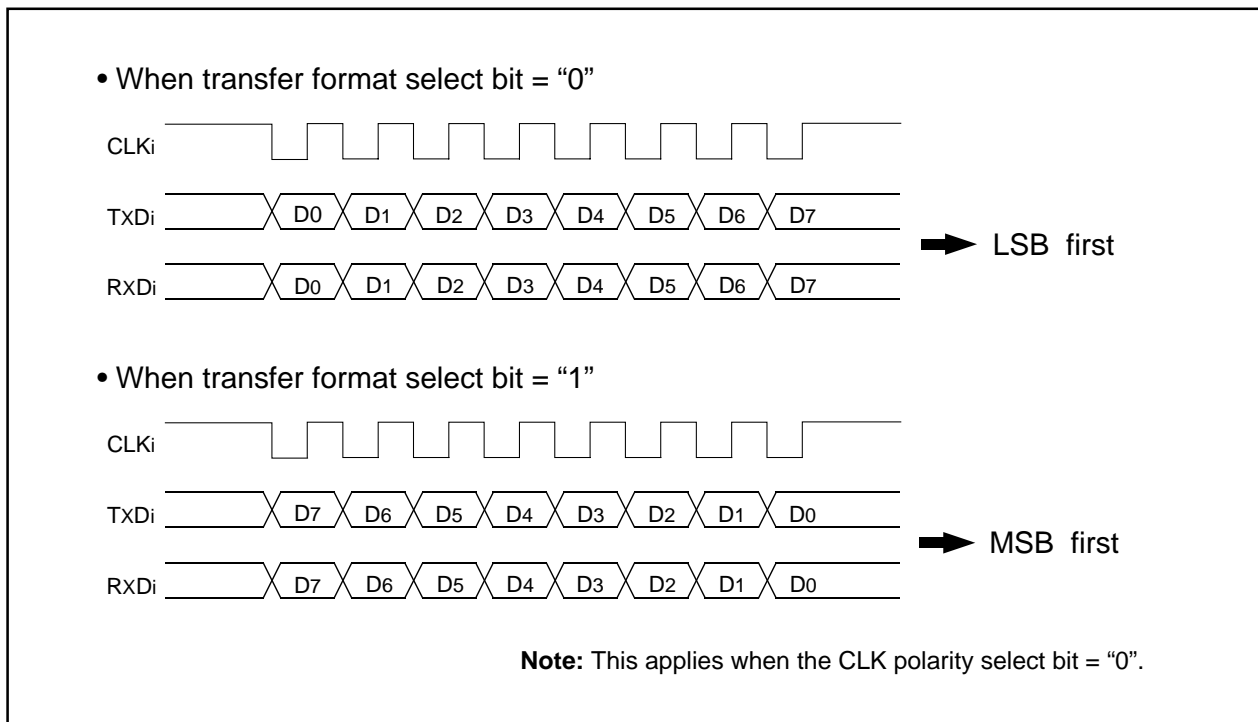 • When transfer format select bit = “0”
CLKi
TXDi D0 D1 D2 D3 D4 D5 D6 D7
RXDi D0 D1 D2 D3 D4 D5 D6 D7
LSB first
• When transfer format select bit = “1”
CLKi
TXDi D7 D6 D5 D4 D3 D2 D1 D0
RXDi D7 D6 D5 D4 D3 D2 D1 D0
MSB first
Note: This applies when the CLK polarity select bit = “0”.